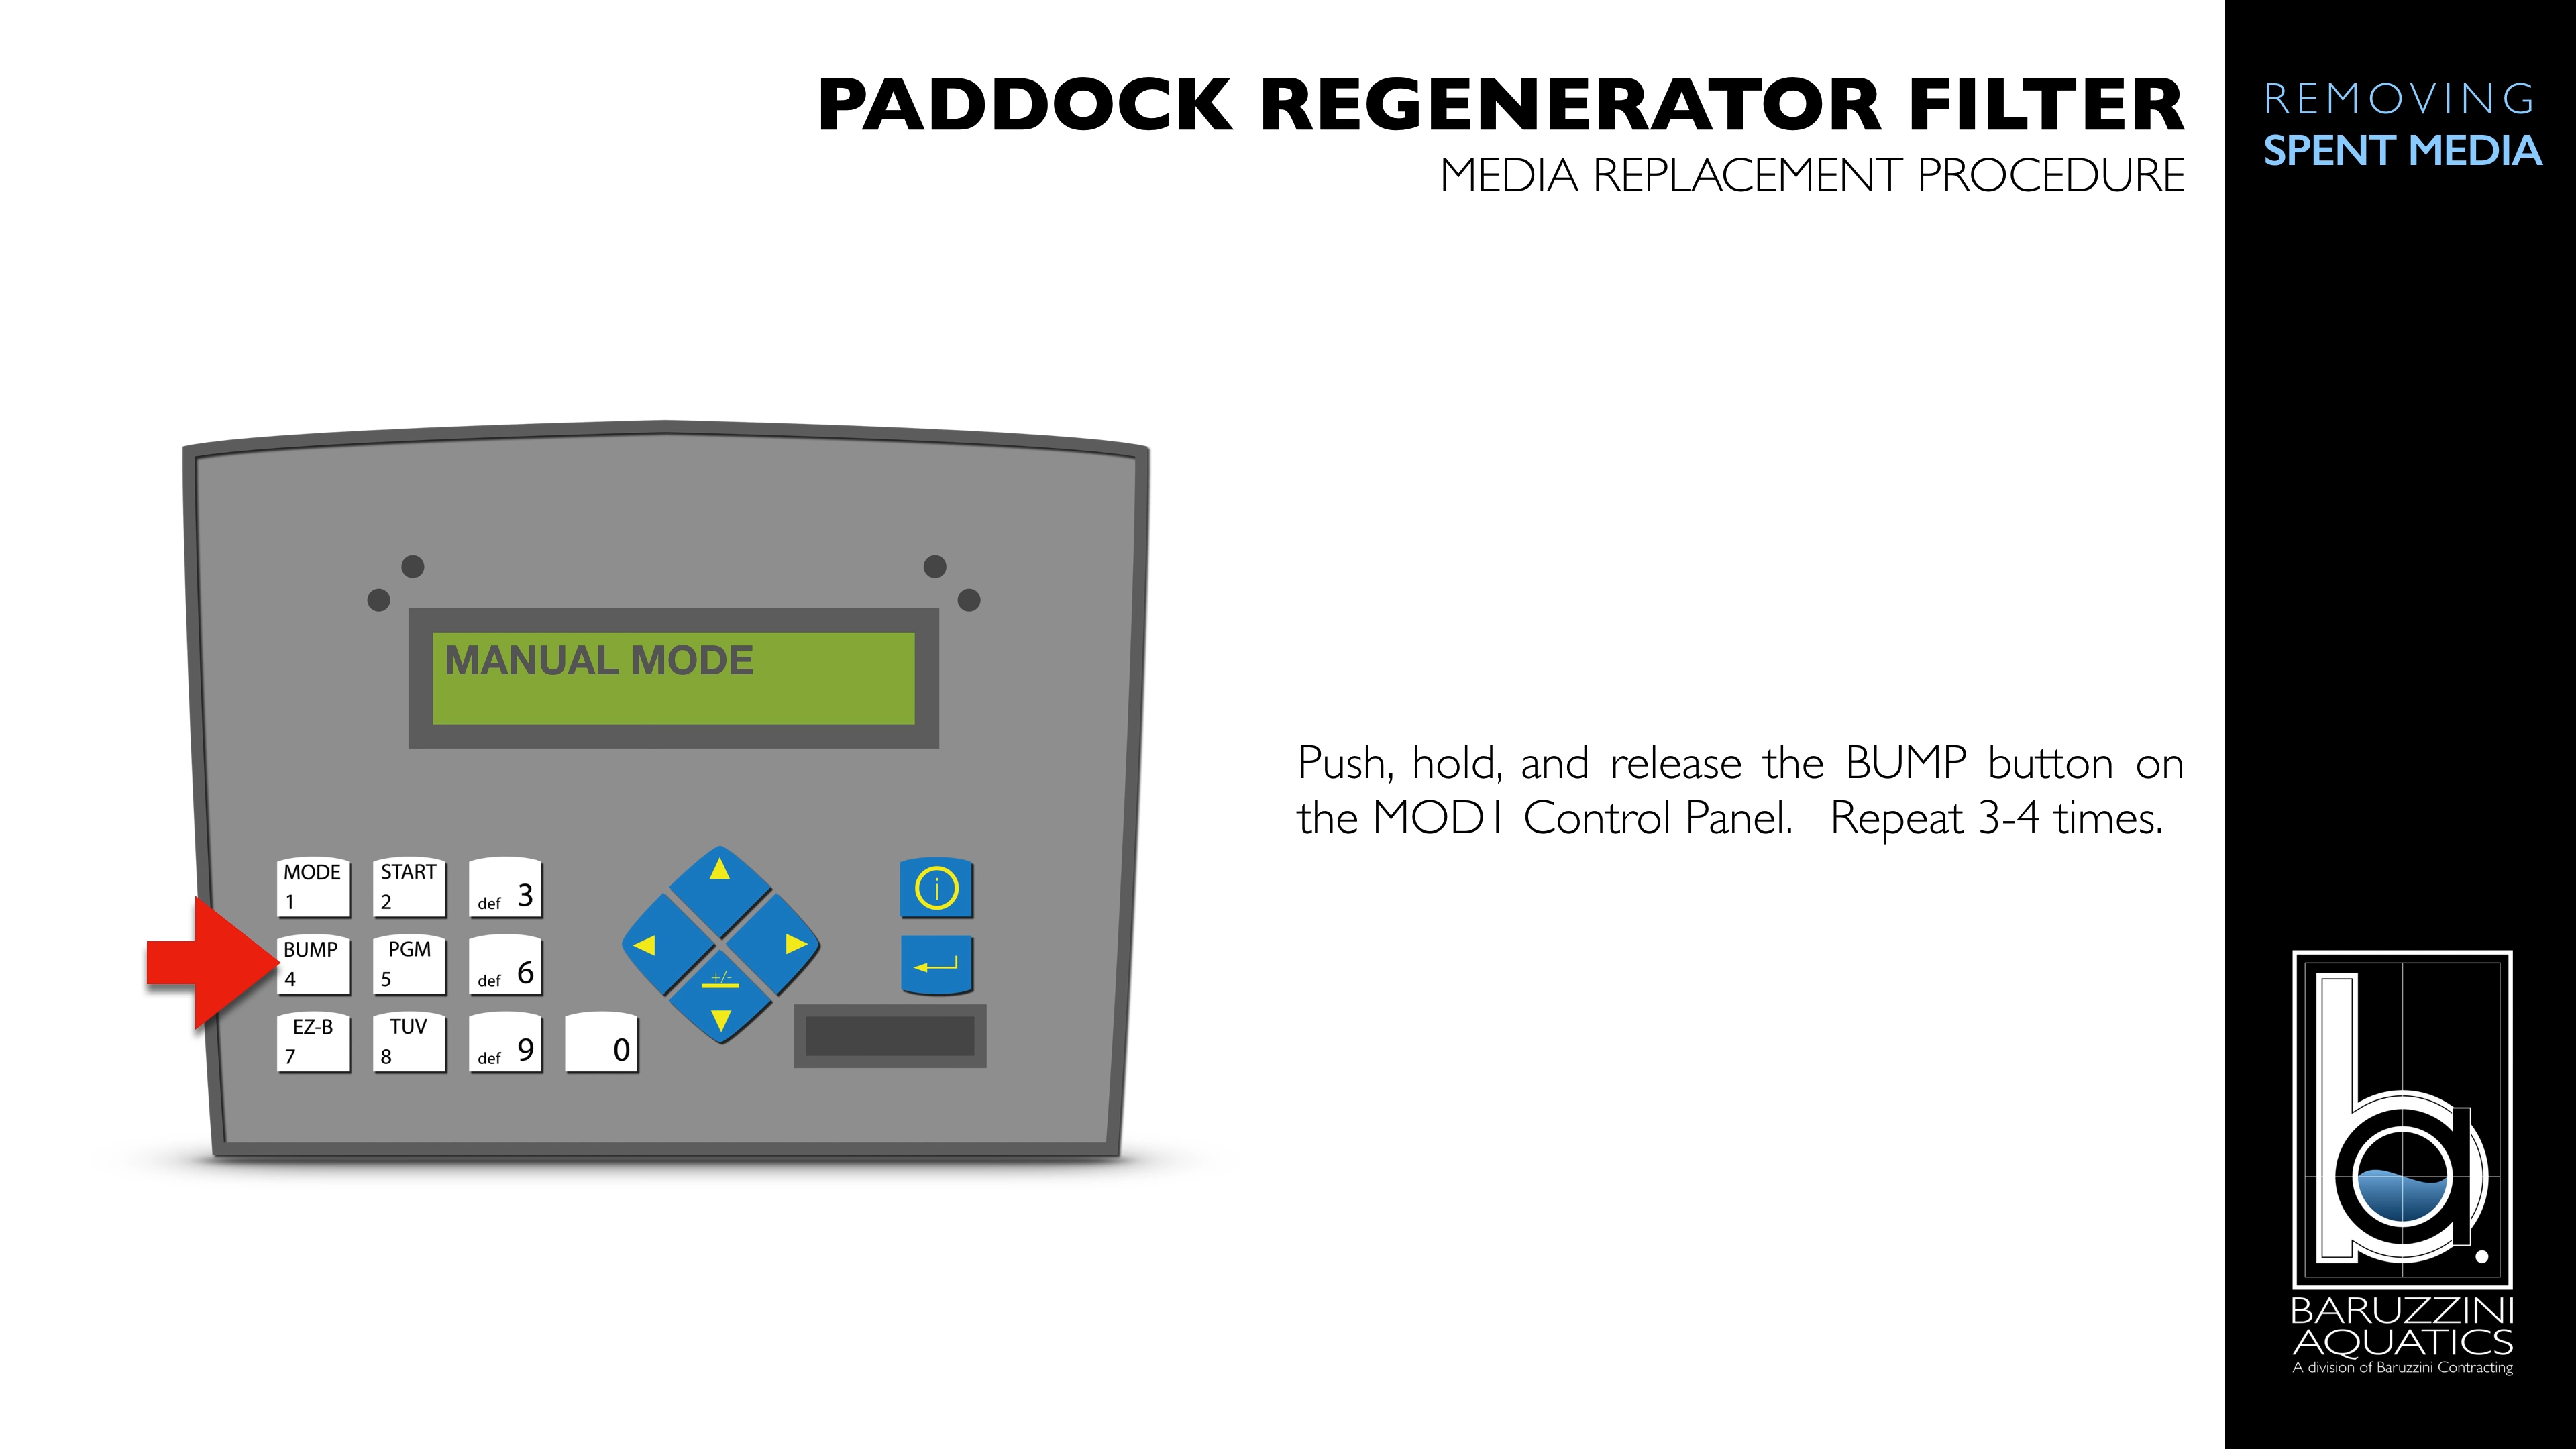 PADDOCK REGENERATOR FILTER
MEDIA REPLACEMENT PROCEDURE
REMOVING
SPENT MEDIA
MANUAL MODE
Push, hold, and release the BUMP button on
the MOD1 Control Panel. Repeat 3-4 times.
MODE
1
START
2
def 3
BUMP
4
PGM
5
def 6
EZ-B
7
TUV
8
def 9
0
+/-
i
ba.
BARUZZINI
AQUATICS
A division of Baruzzini Contracting